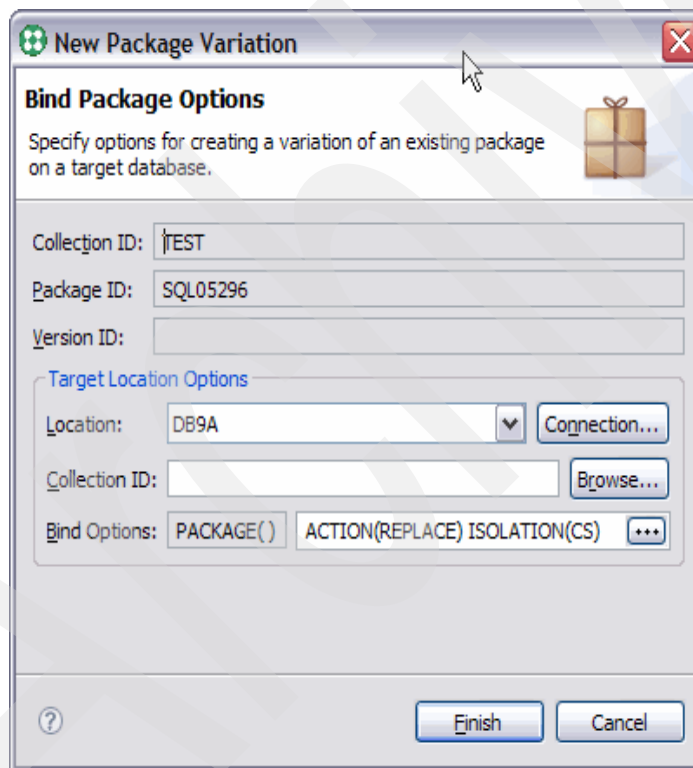 New Package Variation
Bind Package Options
Specify options for creating a variation of an existing package
on a target database.
Collection ID: TEST
Package ID: SQL05296
Version ID:
Target Location Options
Location: DB9A Connection...
Collection ID: Browse...
Bind Options: PACKAGE( ) ACTION(REPLACE) ISOLATION(CS) ...
? Finish Cancel